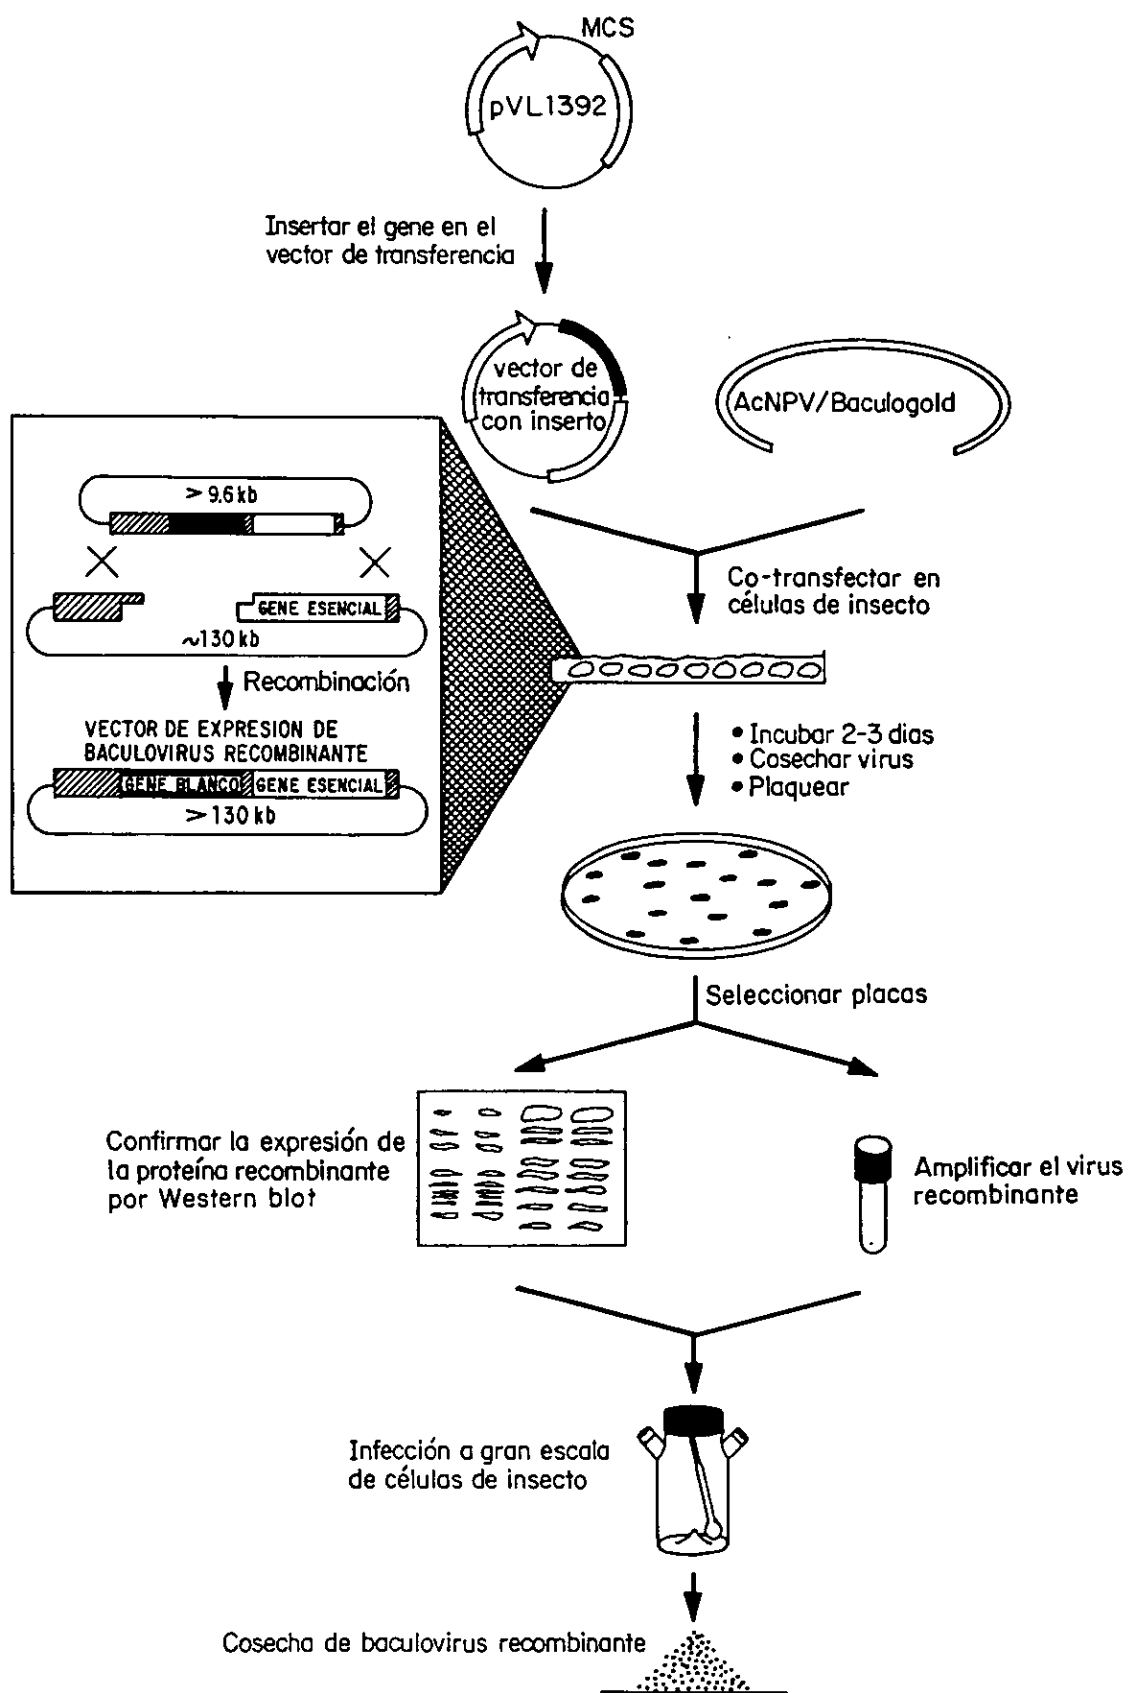 MCS
pVL1392
Insertar el gene en el
vector de transferencia
vector de
transferencia
con inserto
AcNPV/Baculogold
> 9.6 kb
GENE ESENCIAL
~130 kb
Recombinación
VECTOR DE EXPRESION DE
BACULOVIRUS RECOMBINANTE
GENE BLANCO GENE ESENCIAL
> 130 kb
Co-transfectar en
células de insecto
• Incubar 2-3 dias
• Cosechar virus
• Plaquear
Seleccionar placas
Confirmar la expresión de
la proteína recombinante
por Western blot
Amplificar el virus
recombinante
Infección a gran escala
de células de insecto
Cosecha de baculovirus recombinante